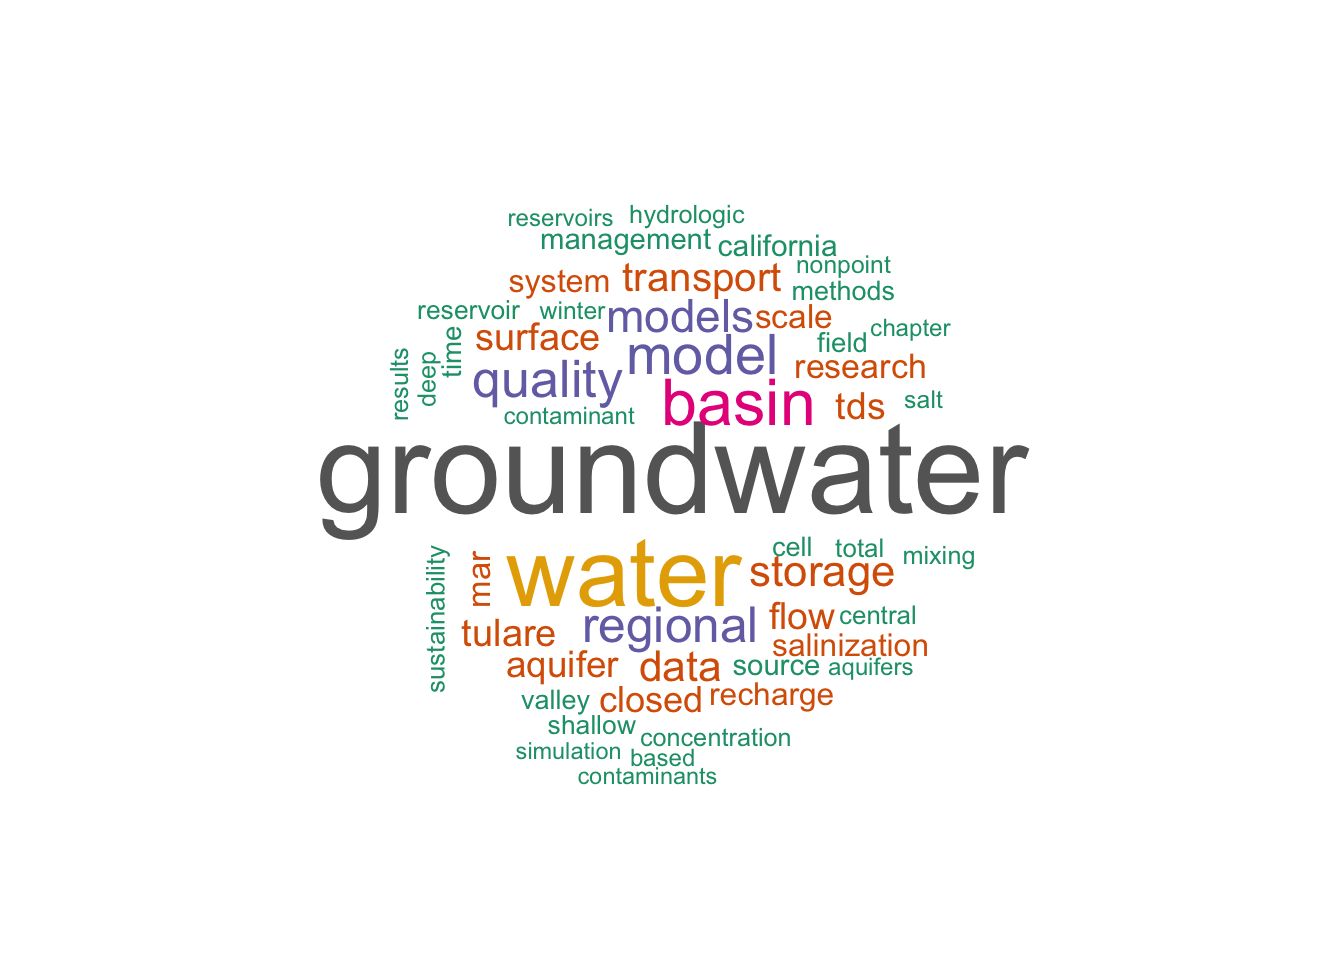 reservoirs hydrologic
management california
system transport nonpoint
methods
reservoir winter models scale
surface chapter
time model field
results deep quality research
basin tds salt
contaminant
groundwater
sustainability mar water cell total mixing
storage
tulare regional flow central
salinization
aquifer data source aquifers
valley closed recharge
shallow concentration
simulation based
contaminants